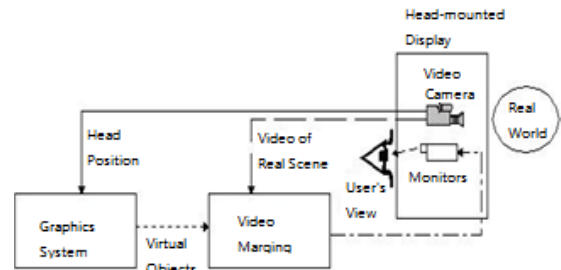 Head-mounted
Display
Video
Camera
Real
World
Head
Position
Video of
Real Scene
User's
View
Monitors
Graphics
System
Virtual
Objects
Video
Marging